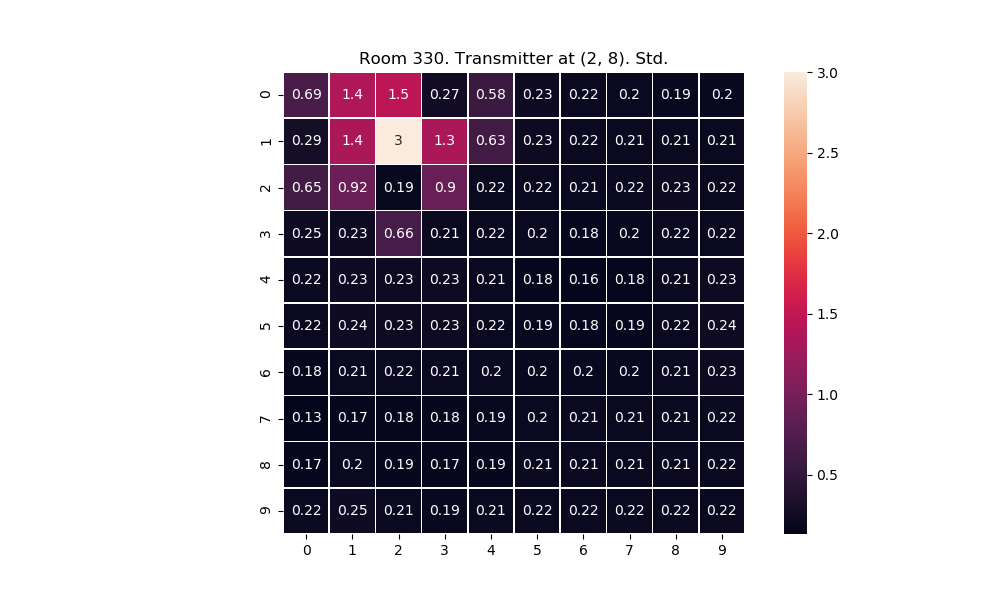 Room 330. Transmitter at (2, 8). Std.
0 0.69 1.4 1.5 0.27 0.58 0.23 0.22 0.2 0.19 0.2
1 0.29 1.4 3 1.3 0.63 0.23 0.22 0.21 0.21 0.21
2 0.65 0.92 0.19 0.9 0.22 0.22 0.21 0.22 0.23 0.22
3 0.25 0.23 0.66 0.21 0.22 0.2 0.18 0.2 0.22 0.22
4 0.22 0.23 0.23 0.23 0.21 0.18 0.16 0.18 0.21 0.23
5 0.22 0.24 0.23 0.23 0.22 0.19 0.18 0.19 0.22 0.24
6 0.18 0.21 0.22 0.21 0.2 0.2 0.2 0.2 0.21 0.23
7 0.13 0.17 0.18 0.18 0.19 0.2 0.21 0.21 0.21 0.22
8 0.17 0.2 0.19 0.17 0.19 0.21 0.21 0.21 0.21 0.22
9 0.22 0.25 0.21 0.19 0.21 0.22 0.22 0.22 0.22 0.22
0 1 2 3 4 5 6 7 8 9
3.0
2.5
2.0
1.5
1.0
0.5